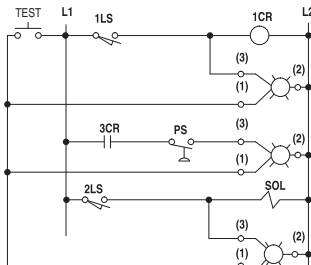 TEST L1 1LS 1CR L2
(3)
(2)
(1)
3CR PS (3)
(2)
(1)
2LS SOL
(3) (2)
(1)